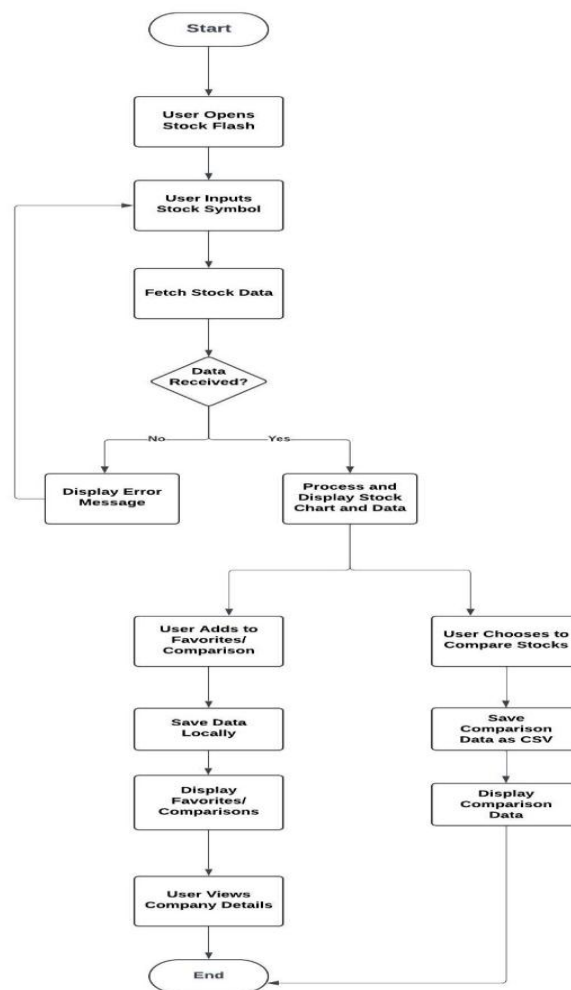 Start
User Opens
Stock Flash
User Inputs
Stock Symbol
Fetch Stock Data
Data
Received?
No
Yes
Display Error
Message
Process and
Display Stock
Chart and Data
User Adds to
Favorites/
Comparison
User Chooses to
Compare Stocks
Save Data
Locally
Save
Comparison
Data as CSV
Display
Favorites/
Comparisons
Display
Comparison
Data
User Views
Company Details
End